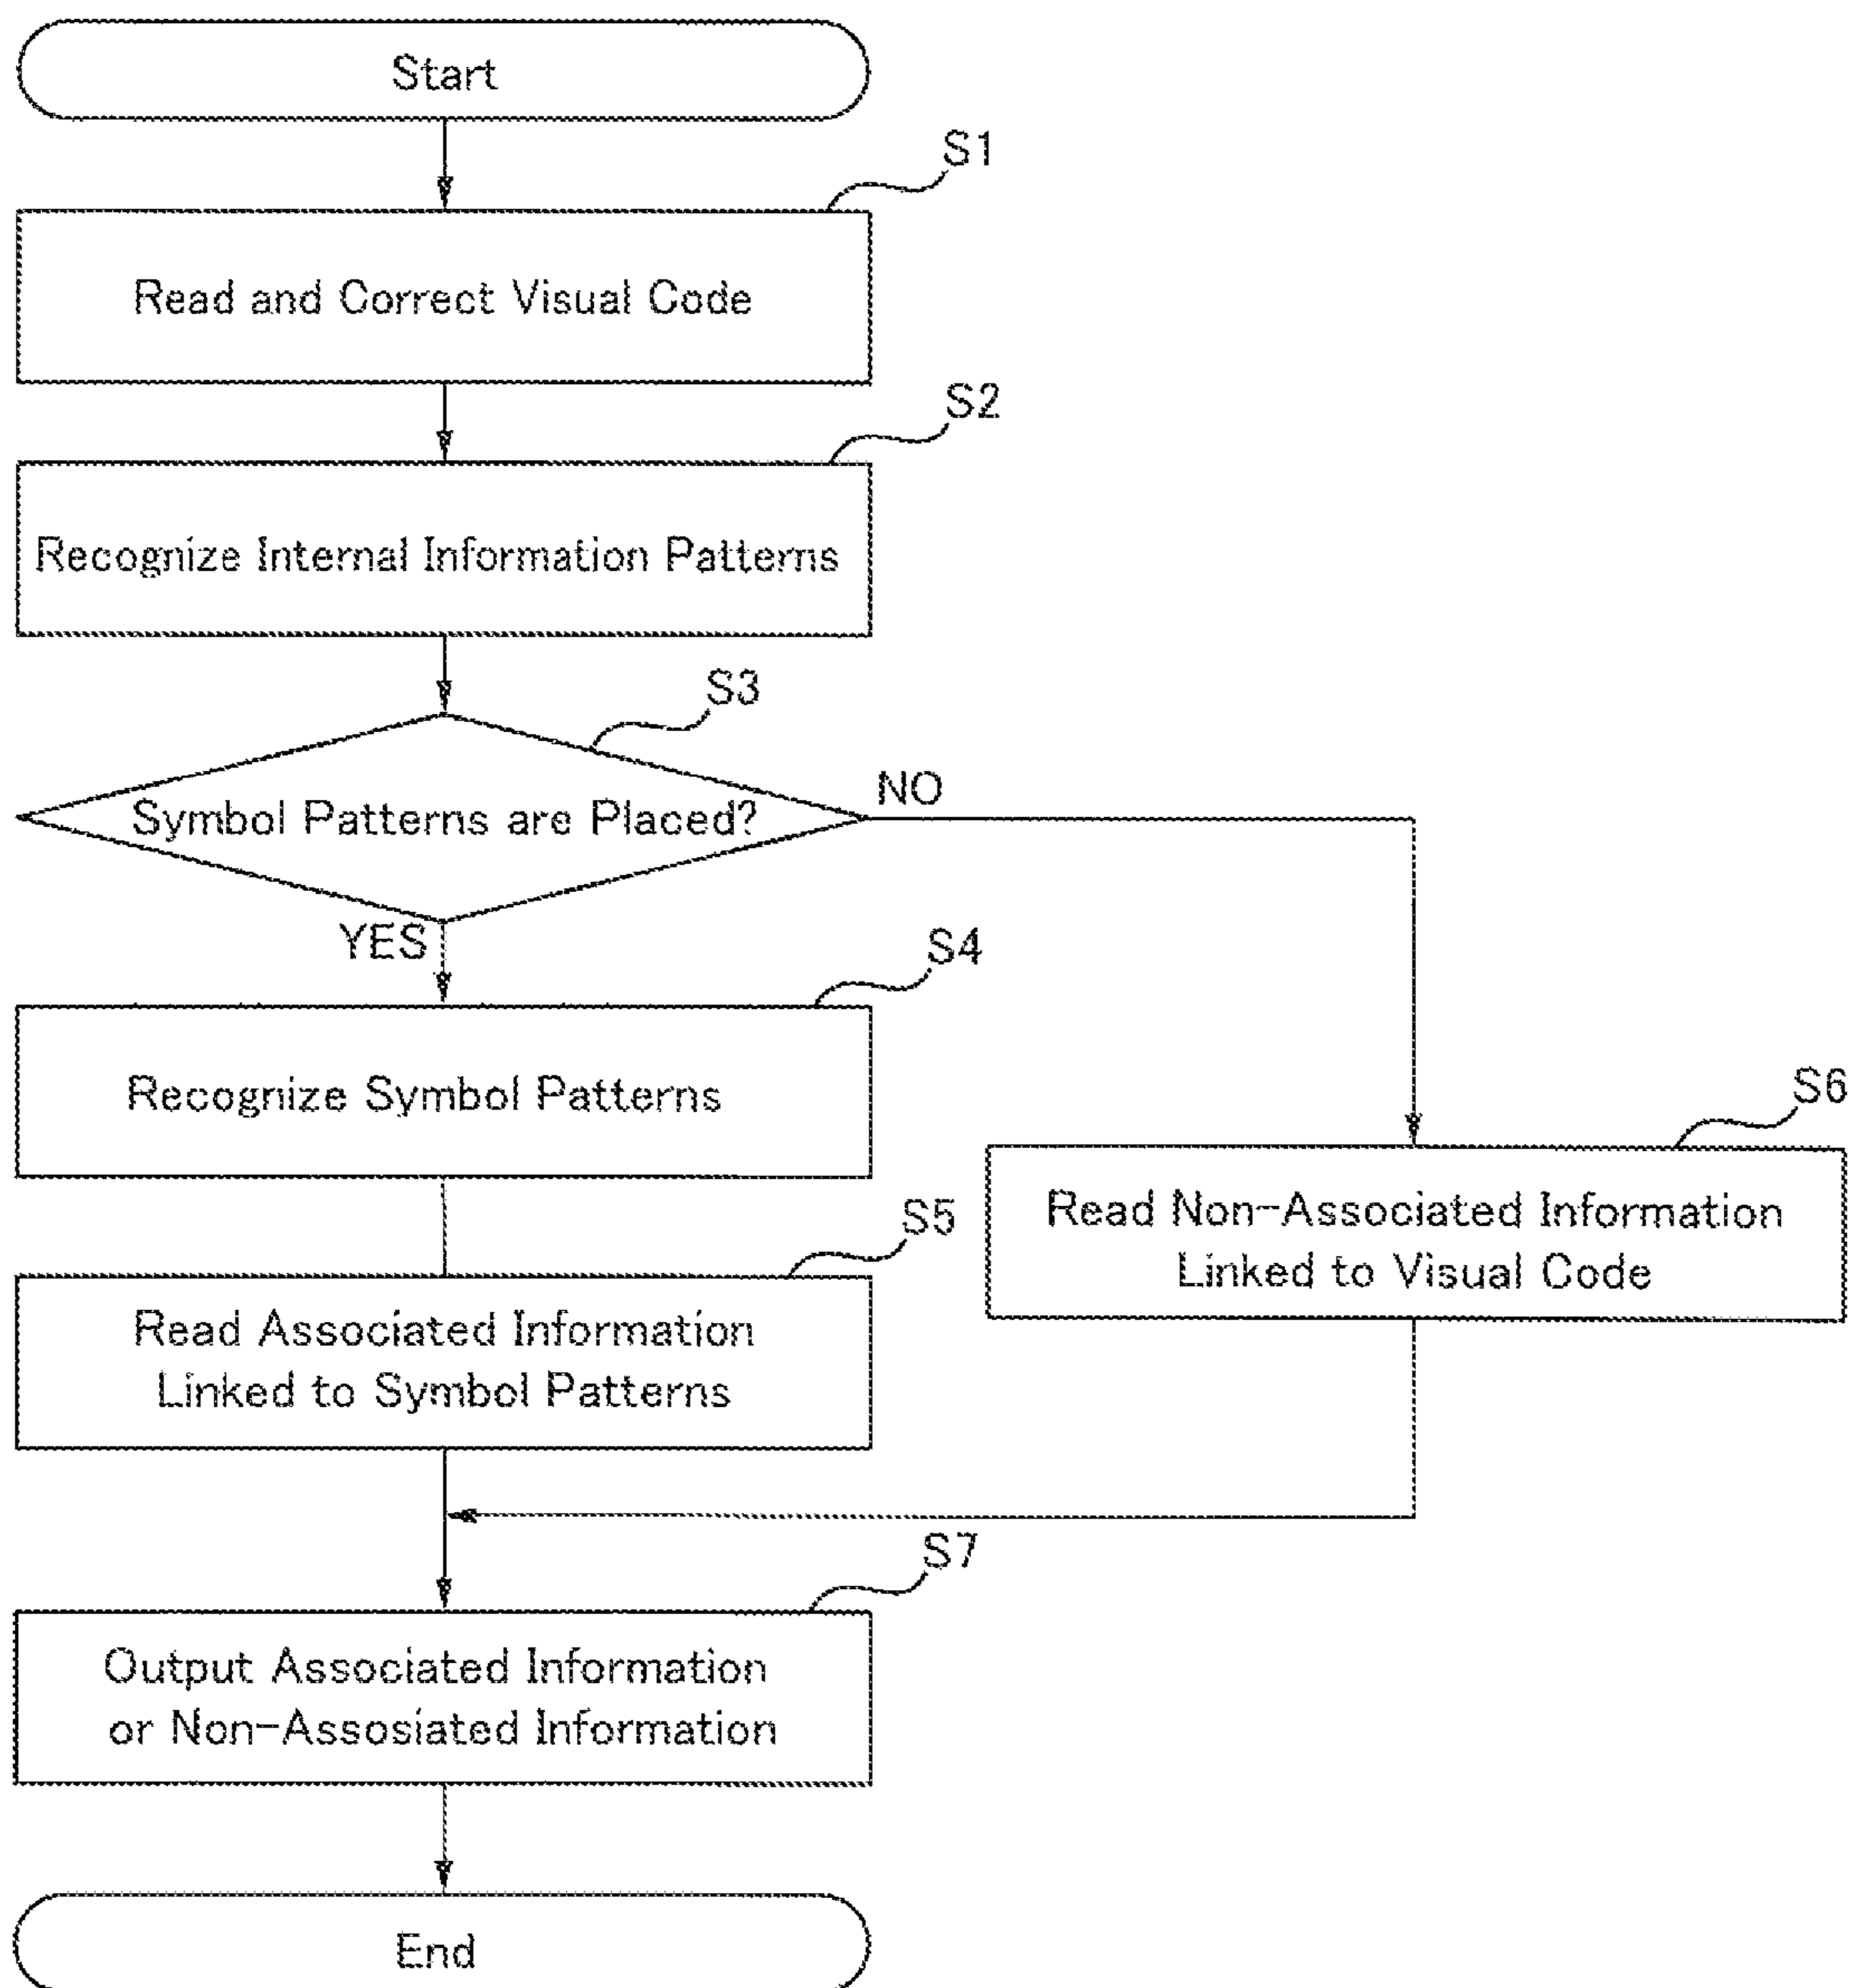 Start
S1
Read and Correct Visual Code
S2
Recognize Internal Information Patterns
S3
Symbol Patterns are Placed?
NO
YES
S4
Recognize Symbol Patterns
S6
Read Non-Associated Information
Linked to Visual Code
S5
Read Associated Information
Linked to Symbol Patterns
S7
Output Associated Information
or Non-Assosiated Information
End